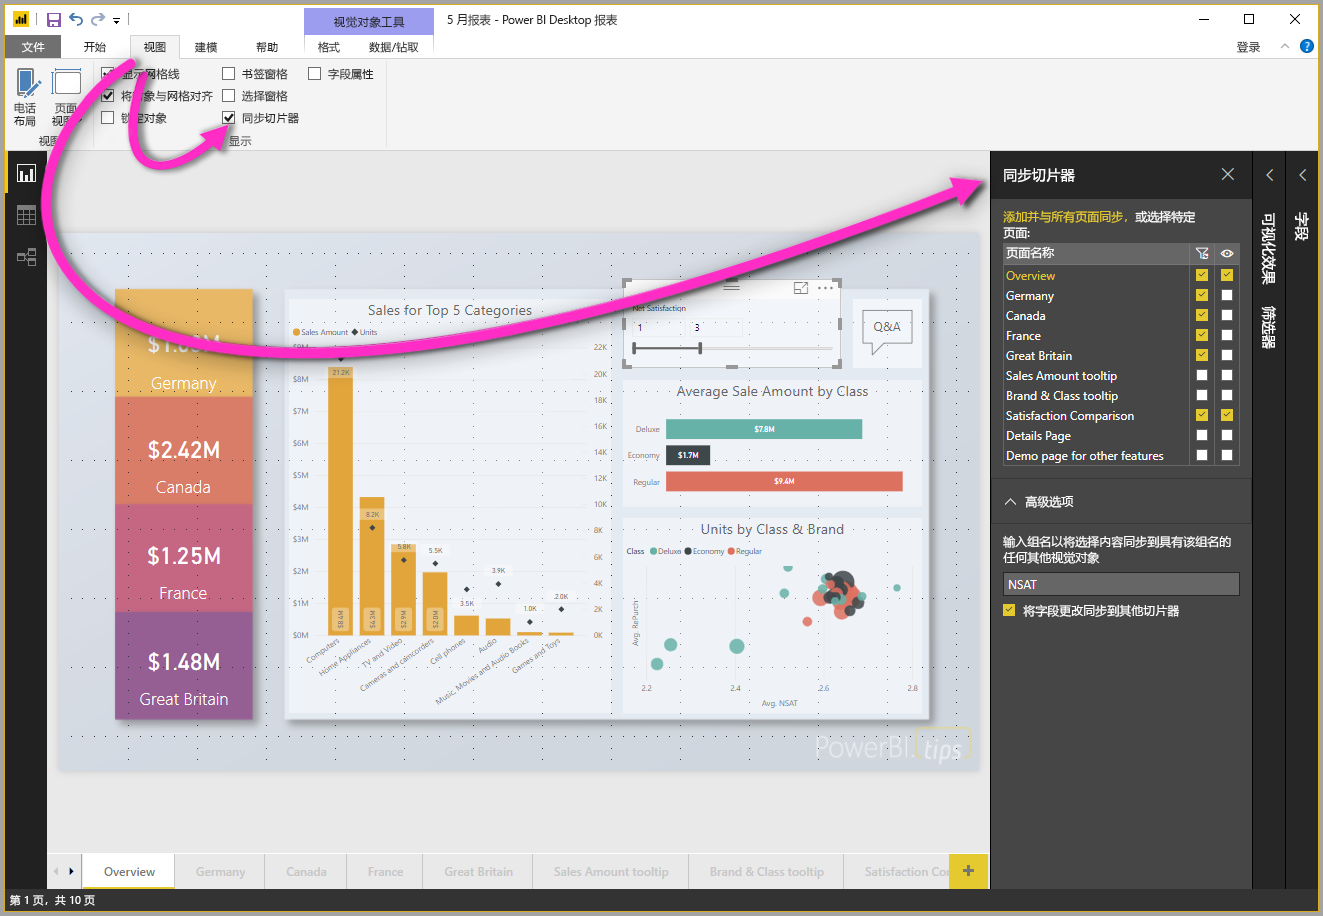 视觉对象工具
5 月报表 - Power BI Desktop 报表
文件
开始
视图
建模
帮助
格式
数据/钻取
登录
显示网格线
书签窗格
字段属性
将对象与网格对齐
选择窗格
锁定对象
同步切片器
电话
布局
页面
视图
显示
同步切片器
添加并与所有页面同步，或选择特定
页面:
页面名称
Overview
Germany
Canada
France
Great Britain
Sales Amount tooltip
Brand & Class tooltip
Satisfaction Comparison
Details Page
Demo page for other features
高级选项
输入组名以将选择内容同步到具有该组名的
任何其他视觉对象
NSAT
将字段更改同步到其他切片器
可视化效果
筛选器
字段
Germany
$2.42M
Canada
$1.25M
France
$1.48M
Great Britain
Sales for Top 5 Categories
Sales Amount Units
$9M
$8M
$7M
$6M
$5M
$4M
$3M
$2M
$1M
$0M
22K
20K
18K
16K
14K
12K
10K
8K
6K
4K
2K
0K
21.2K
8.2K
5.8K
5.5K
3.5K
3.9K
1.0K
2.0K
$8.4M
$4.3M
$2.9M
$2.0M
Computers
Home Appliances
TV and Video
Cameras and camcorders
Cell phones
Audio
Music, Movies and Audio Books
Games and Toys
Net Satisfaction
1
3
Q&A
Average Sale Amount by Class
Deluxe
$7.8M
Economy
$1.7M
Regular
$9.4M
Units by Class & Brand
Class Deluxe Economy Regular
Avg. RePurch
2.2
2.4
2.6
2.8
Avg. NSAT
PowerBI.tips
Overview
Germany
Canada
France
Great Britain
Sales Amount tooltip
Brand & Class tooltip
Satisfaction Co
第 1 页，共 10 页